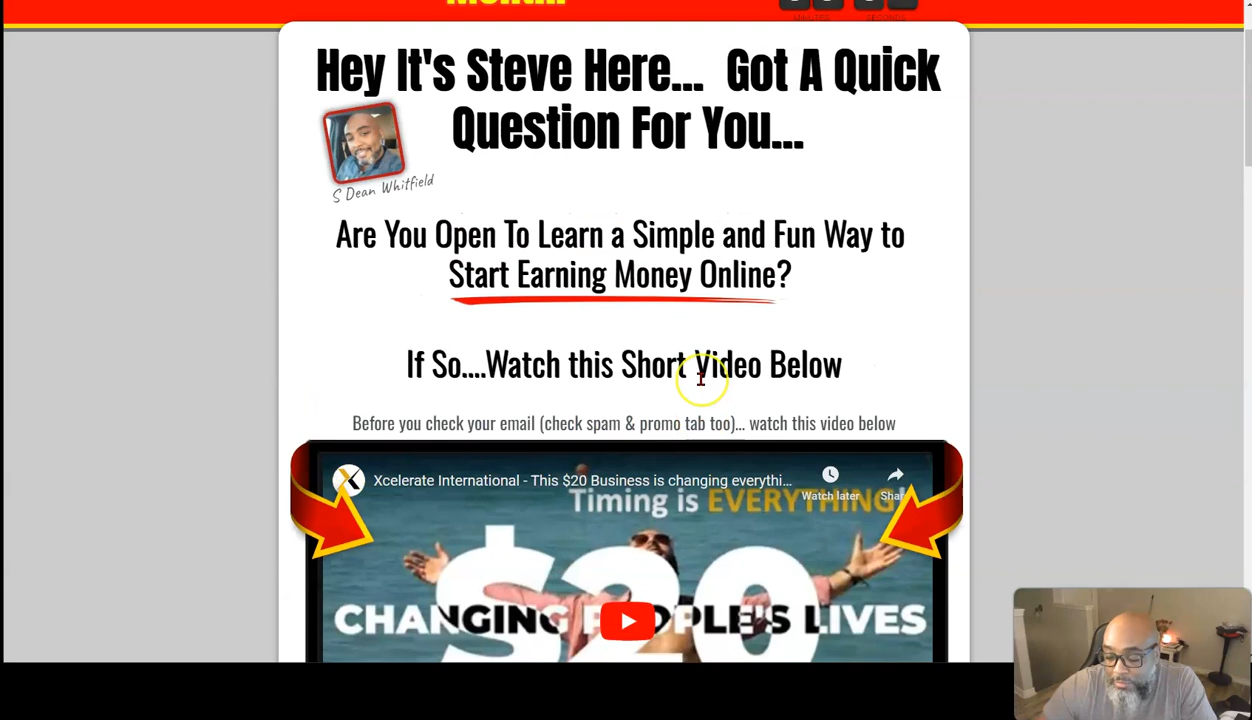 Hey It's Steve Here... Got A Quick
Question For You...
S Dean Whitfield
Are You Open To Learn a Simple and Fun Way to
Start Earning Money Online?
If So....Watch this Short Video Below
Before you check your email (check spam & promo tab too)... watch this video below
Xcelerate International - This $20 Business is changing everythi...
Watch later
Timing is EVERYTHING!
$20
CHANGING PEOPLE'S LIVES